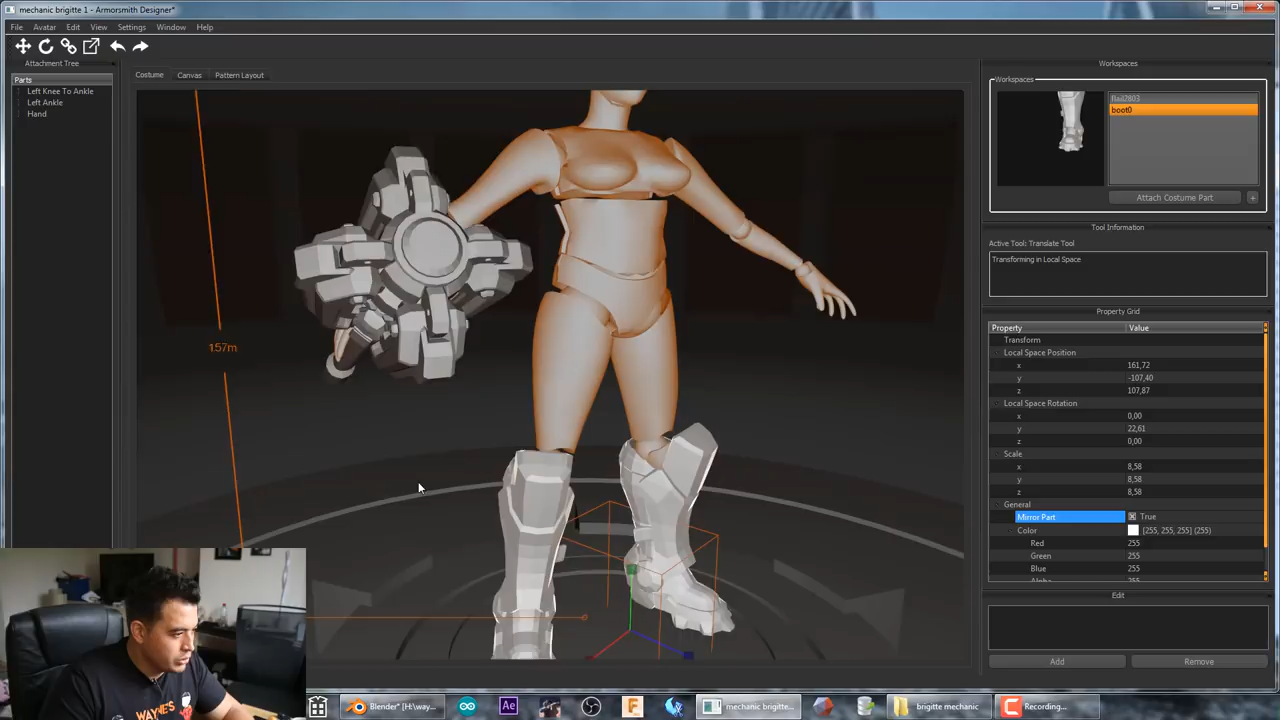 mechanic brigitte 1 - Armorsmith Designer*
File Avatar Edit View Settings Window Help
Attachment Tree
Parts
Left Knee To Ankle
Left Ankle
Hand
Costume Canvas Pattern Layout
157m
Workspaces
Workspaces
flail2803
boot0
Attach Costume Part +
Tool Information
Active Tool: Translate Tool
Transforming in Local Space
Property Grid
Property Value
Transform
Local Space Position
x 161,72
y -107,40
z 107,87
Local Space Rotation
x 0,00
y 22,61
z 0,00
Scale
x 8,58
y 8,58
z 8,58
General
Mirror Part True
Color [255, 255, 255] (255)
Red 255
Green 255
Blue 255
Alpha 255
Edit
Add Remove
WAYNE'S
Blender* [H:\way... Ae F mechanic brigitte... brigitte mechanic Recording...